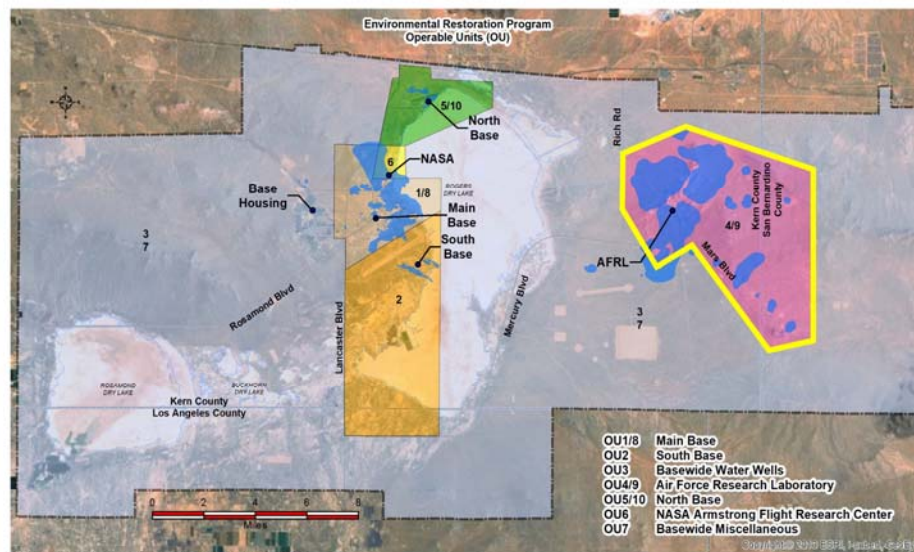 Environmental Restoration Program
Operable Units (OU)
5/10
North
Base
Rich Rd
6
NASA
1/8
ROGERS
DRY LAKE
Base
Housing
Main
Base
4/9
Kern County
San Bernardino
County
3
7
South
Base
AFRL
Mars Blvd
Rosamond Blvd
Lancaster Blvd
2
Mercury Blvd
3
7
ROSAMOND
DRY LAKE
BUCKHORN
DRY LAKE
Kern County
Los Angeles County
OU1/8 Main Base
OU2 South Base
OU3 Basewide Water Wells
OU4/9 Air Force Research Laboratory
OU5/10 North Base
OU6 NASA Armstrong Flight Research Center
OU7 Basewide Miscellaneous
0 2 4 6 8
Miles